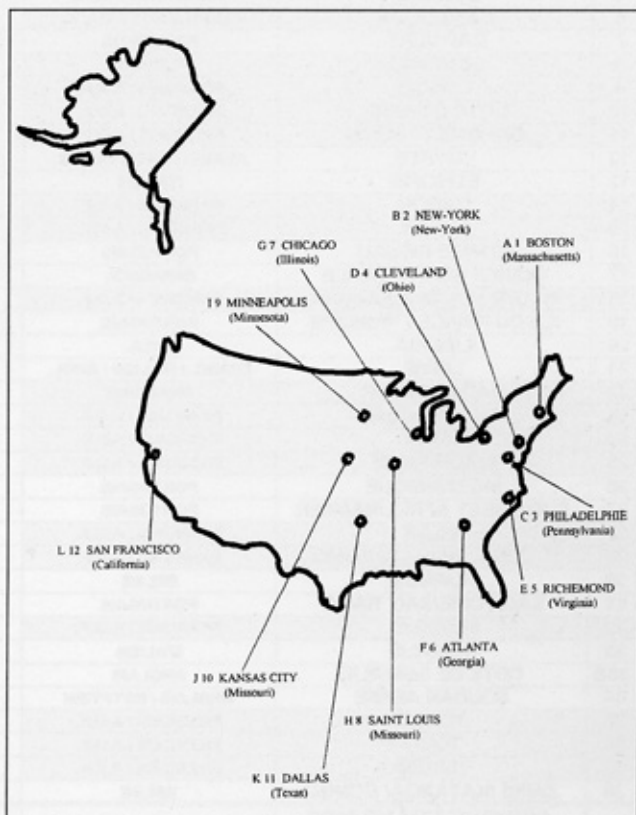 B 2 NEW-YORK
(New-York)
A 1 BOSTON
(Massachusetts)
G 7 CHICAGO
(Illinois)
D 4 CLEVELAND
(Ohio)
I 9 MINNEAPOLIS
(Minnesota)
C 3 PHILADELPHIE
(Pennsylvania)
L 12 SAN FRANCISCO
(California)
E 5 RICHEMOND
(Virginia)
F 6 ATLANTA
(Georgia)
J 10 KANSAS CITY
(Missouri)
H 8 SAINT LOUIS
(Missouri)
K 11 DALLAS
(Texas)